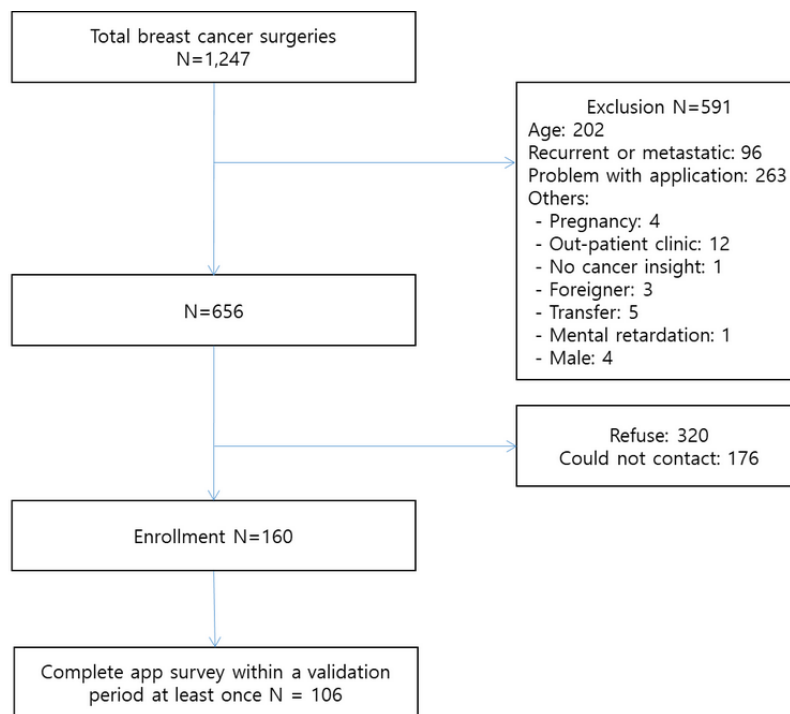 Total breast cancer surgeries
N=1,247
Exclusion N=591
Age: 202
Recurrent or metastatic: 96
Problem with application: 263
Others:
- Pregnancy: 4
- Out-patient clinic: 12
- No cancer insight: 1
- Foreigner: 3
- Transfer: 5
- Mental retardation: 1
- Male: 4
N=656
Refuse: 320
Could not contact: 176
Enrollment N=160
Complete app survey within a validation
period at least once N = 106